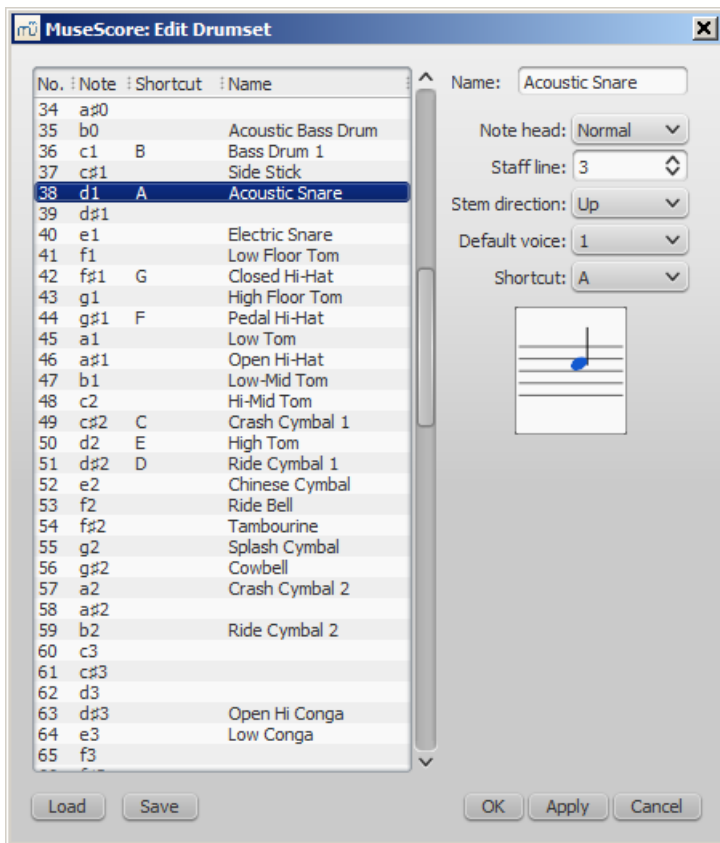 MuseScore: Edit Drumset
No. Note Shortcut Name
34 a♯0
35 b0 Acoustic Bass Drum
36 c1 B Bass Drum 1
37 c♯1 Side Stick
38 d1 A Acoustic Snare
39 d♯1
40 e1 Electric Snare
41 f1 Low Floor Tom
42 f♯1 G Closed Hi-Hat
43 g1 High Floor Tom
44 g♯1 F Pedal Hi-Hat
45 a1 Low Tom
46 a♯1 Open Hi-Hat
47 b1 Low-Mid Tom
48 c2 Hi-Mid Tom
49 c♯2 C Crash Cymbal 1
50 d2 E High Tom
51 d♯2 D Ride Cymbal 1
52 e2 Chinese Cymbal
53 f2 Ride Bell
54 f♯2 Tambourine
55 g2 Splash Cymbal
56 g♯2 Cowbell
57 a2 Crash Cymbal 2
58 a♯2
59 b2 Ride Cymbal 2
60 c3
61 c♯3
62 d3
63 d♯3 Open Hi Conga
64 e3 Low Conga
65 f3
Name: Acoustic Snare
Note head: Normal
Staff line: 3
Stem direction: Up
Default voice: 1
Shortcut: A
Load Save OK Apply Cancel